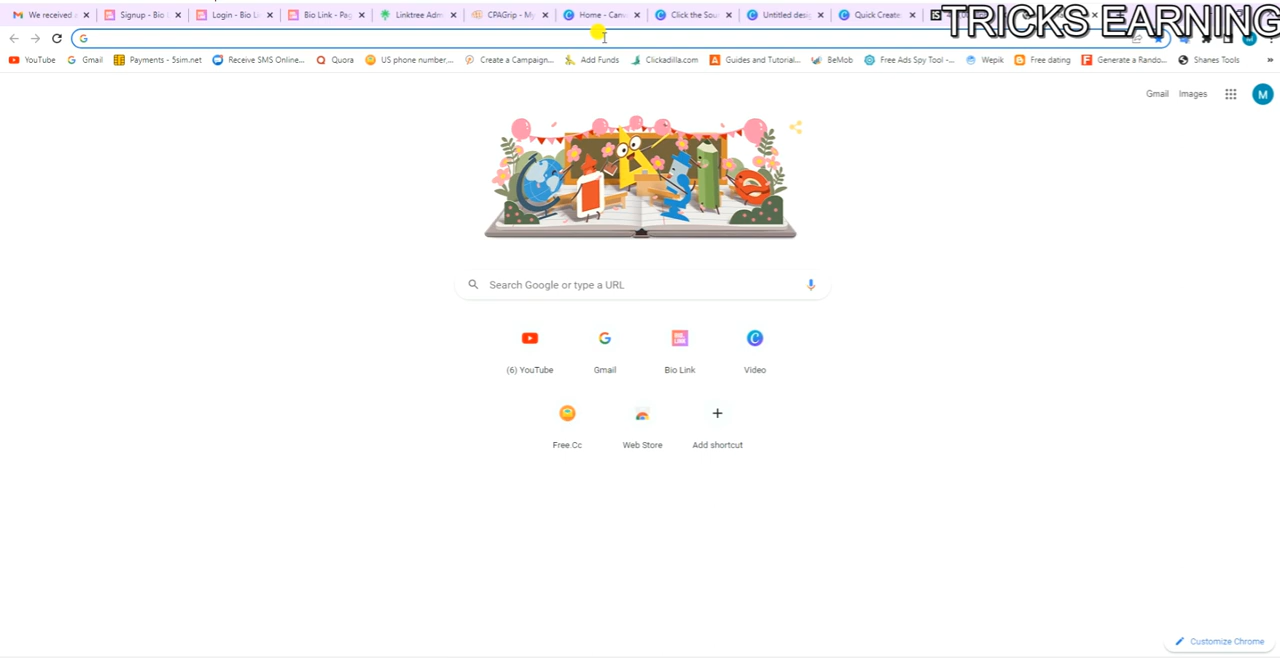 We received a
Signup - Bio
Login - Bio Li
Bio Link - Pag
Linktree Adm
CPAGrip - My
Home - Canv
Click the Sou
Untitled desi
Quick Create
TRICKS EARNING
YouTube
Gmail
Payments - 5sim.net
Receive SMS Online...
Quora
US phone number,...
Create a Campaign...
Add Funds
Clickadilla.com
Guides and Tutorial...
BeMob
Free Ads Spy Tool -...
Wepik
Free dating
Generate a Rando...
Shanes Tools
»
Gmail
Images
M
Search Google or type a URL
(6) YouTube
Gmail
Bio Link
Video
Free.Cc
Web Store
Add shortcut
Customize Chrome